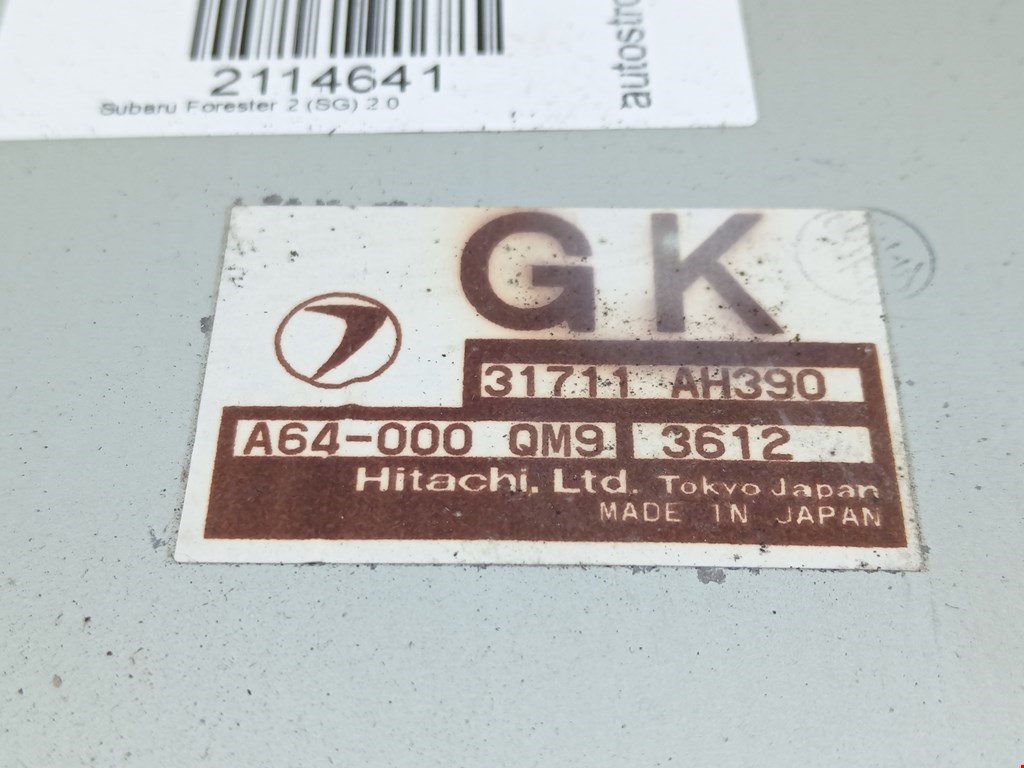 2114641
Subaru Forester 2 (SG) 2.0
GK
31711 AH390
A64-000 QM9 3612
Hitachi, Ltd. Tokyo Japan
MADE IN JAPAN